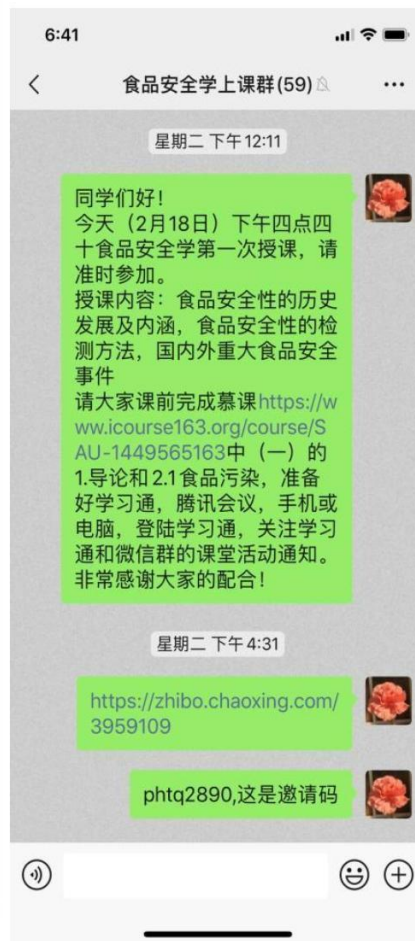 6:41
食品安全学上课群(59)
星期二 下午 12:11
同学们好！
今天（2月18日）下午四点四
十食品安全学第一次授课，请
准时参加。
授课内容：食品安全性的历史
发展及内涵，食品安全性的检
测方法，国内外重大食品安全
事件
请大家课前完成慕课https://w
ww.icourse163.org/course/S
AU-1449565163中（一）的
1.导论和2.1食品污染，准备
好学习通，腾讯会议，手机或
电脑，登陆学习通，关注学习
通和微信群的课堂活动通知。
非常感谢大家的配合！
星期二 下午 4:31
https://zhibo.chaoxing.com/
3959109
phtq2890,这是邀请码